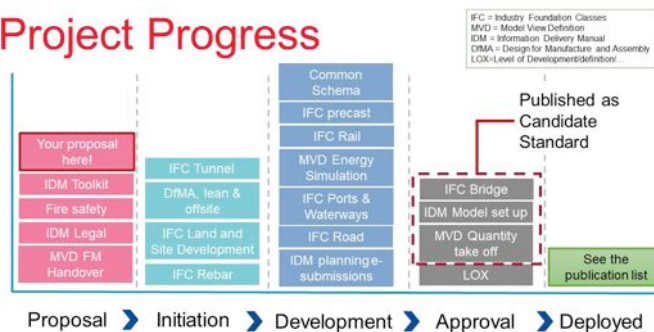 Project Progress
IFC = Industry Foundation Classes
MVD = Model View Definition
IDM = Information Delivery Manual
DfMA = Design for Manufacture and Assembly
LOX=Level of Development/definition/...
Your proposal
here!
IDM Toolkit
Fire safety
IDM Legal
MVD FM
Handover
IFC Tunnel
DfMA, lean &
offsite
IFC Land and
Site Development
IFC Rebar
Common
Schema
IFC precast
IFC Rail
MVD Energy
Simulation
IFC Ports &
Waterways
IFC Road
IDM planning e-
submissions
Published as
Candidate
Standard
IFC Bridge
IDM Model set up
MVD Quantity
take off
LOX
See the
publication list
Proposal
Initiation
Development
Approval
Deployed